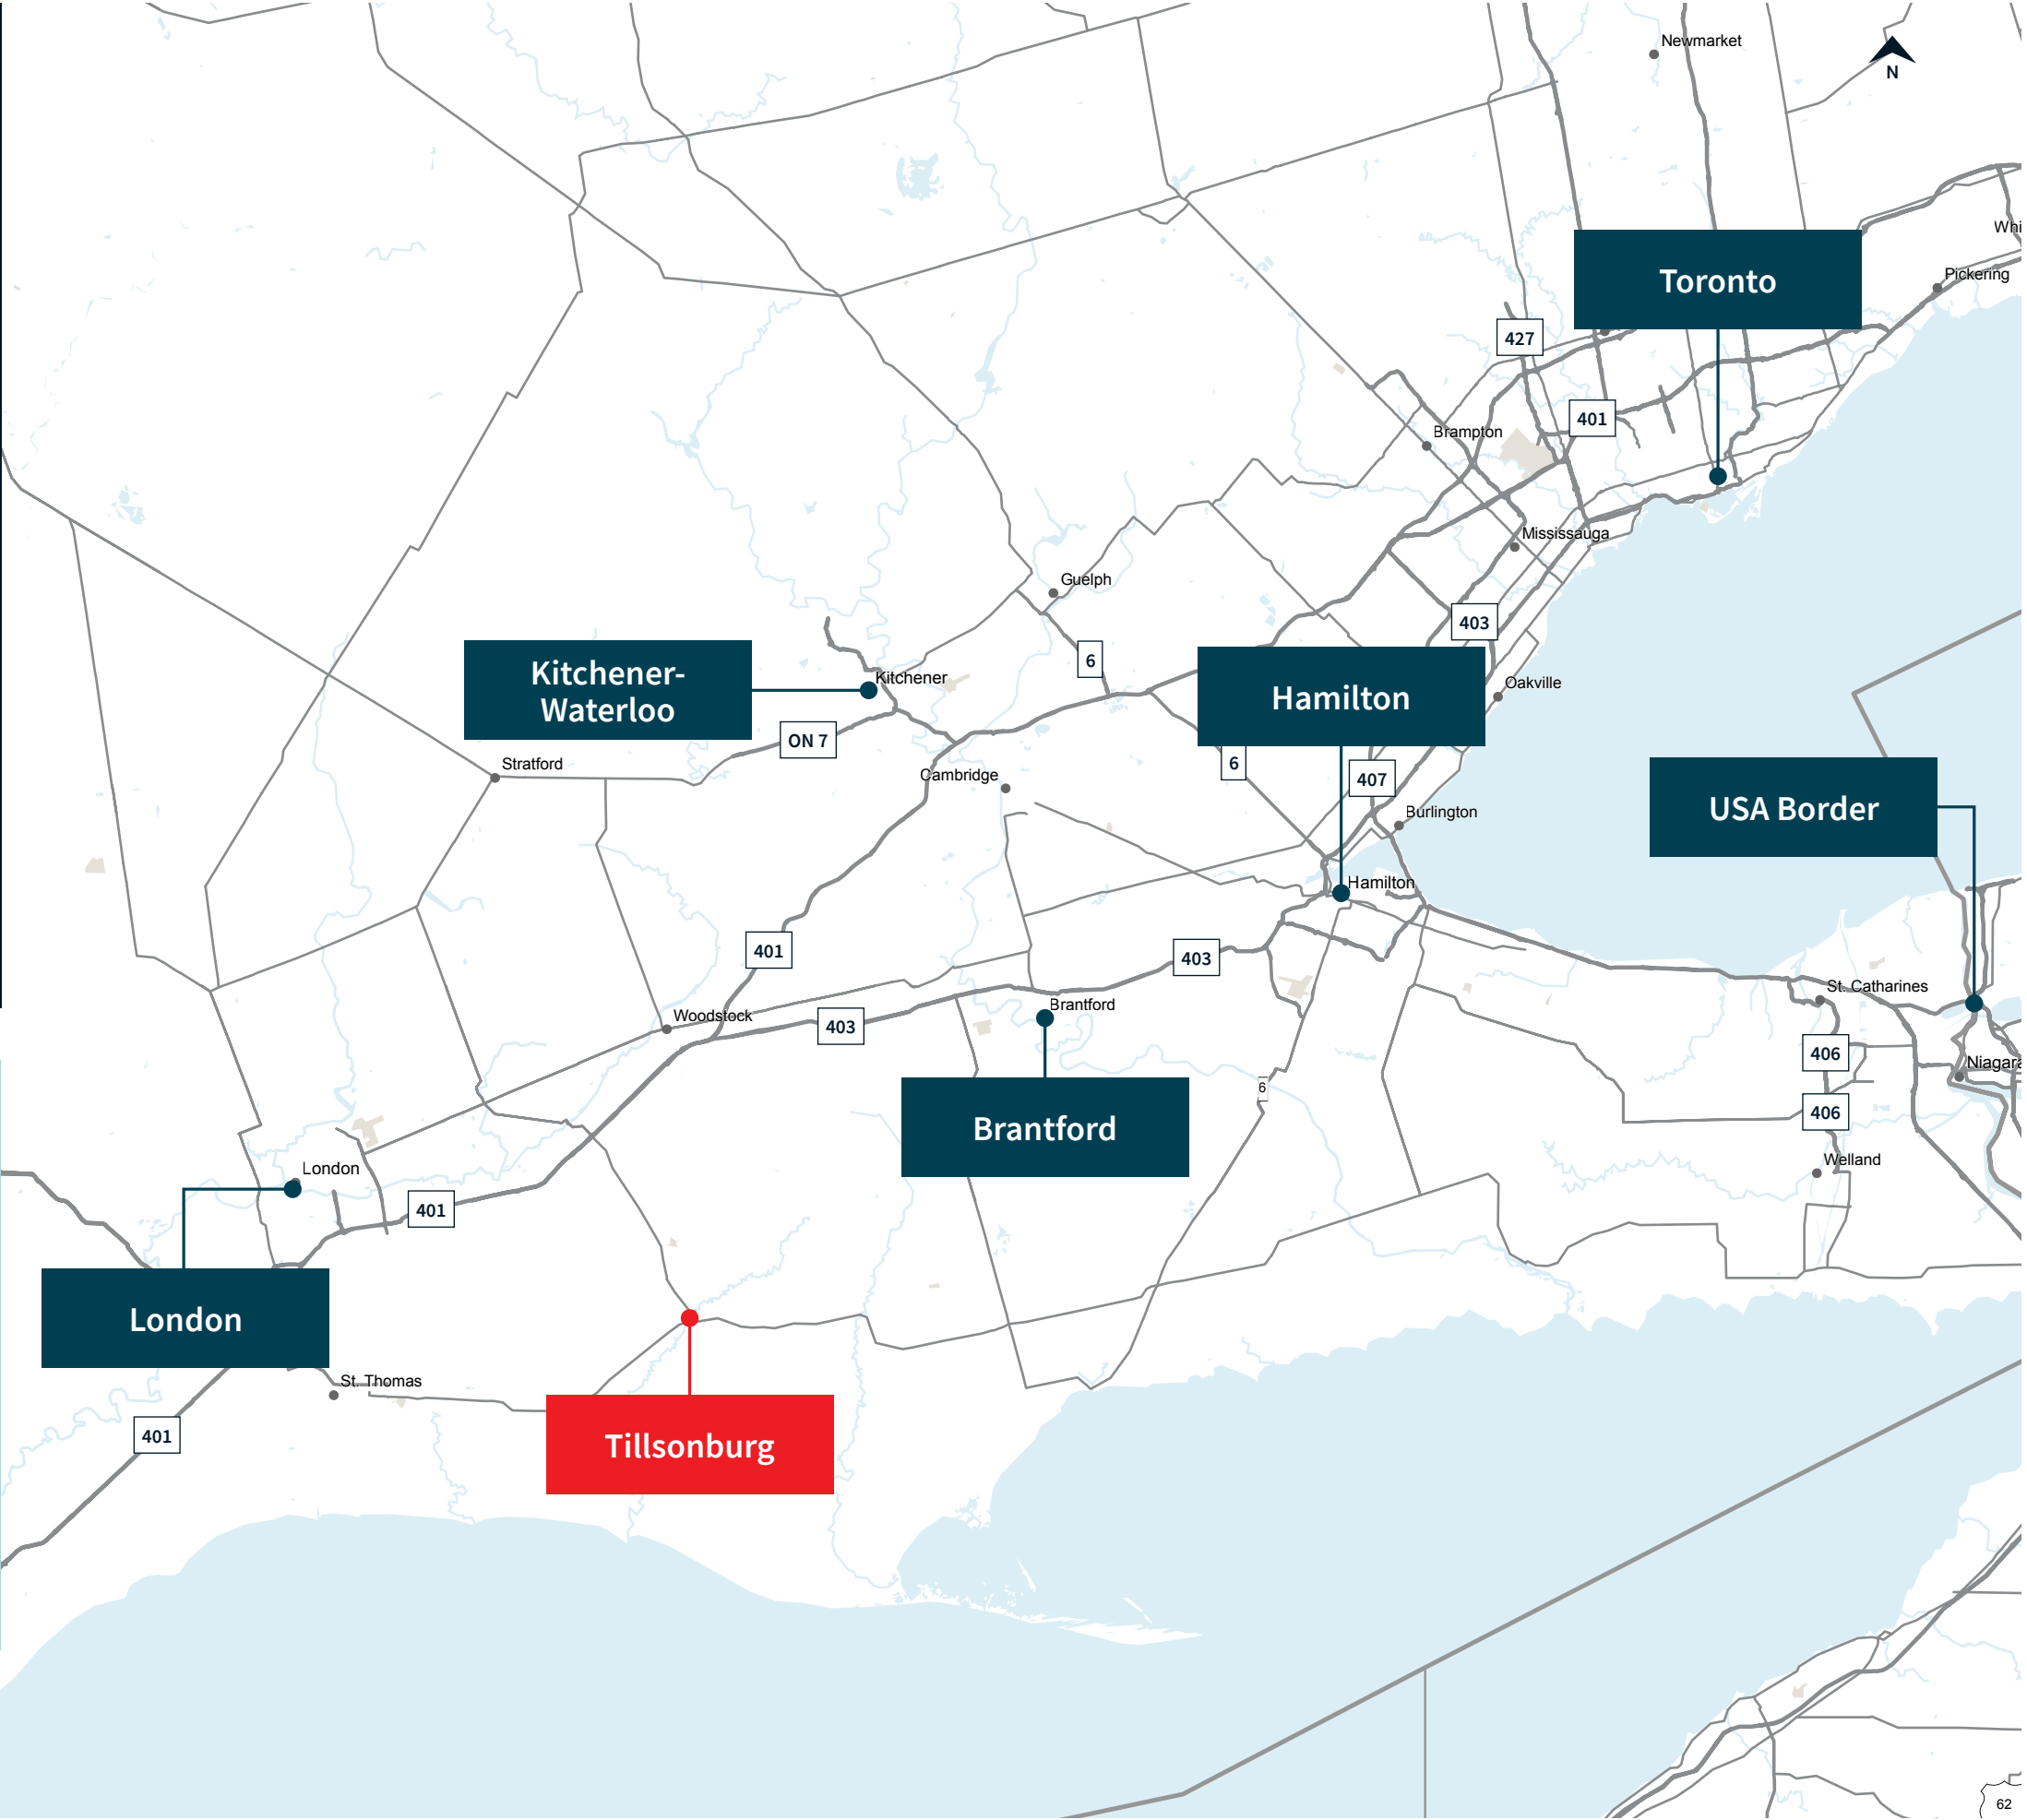 Newmarket
N
Whi
Pickering
Toronto
427
401
Brampton
Mississauga
Guelph
403
6
Kitchener-
Waterloo
Kitchener
Hamilton
Oakville
ON 7
Stratford
Cambridge
6
407
USA Border
Burlington
Hamilton
401
403
St. Catharines
Woodstock
403
Brantford
406
Niagara
6
406
Brantford
London
Welland
401
London
St. Thomas
401
Tillsonburg
62